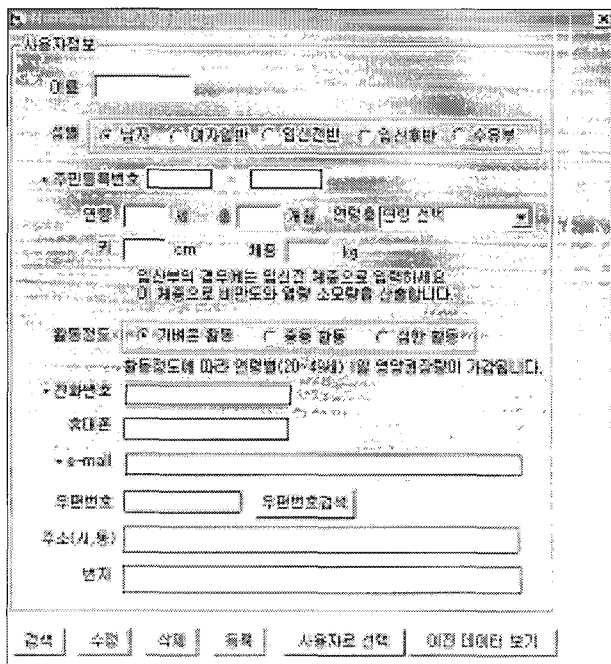 사용자정보
이름
성별 남자 여자일반 임신전반 임신후반 수유부
주민등록번호 -
연령 세 총 개월 연령층 연령 선택
키 cm 체중 kg
임산부의 경우에는 임신전 체중으로 입력하세요
이 체중으로 비만도와 열량 소모량을 산출합니다.
활동정도 가벼운 활동 중등 활동 심한 활동
활동정도에 따라 연령별(20~49세) 1일 영양권장량이 가감됩니다.
전화번호
휴대폰
e-mail
우편번호 우편번호검색
주소(시,동)
번지
검색 수정 삭제 등록 사용자로 선택 이전 데이터 보기